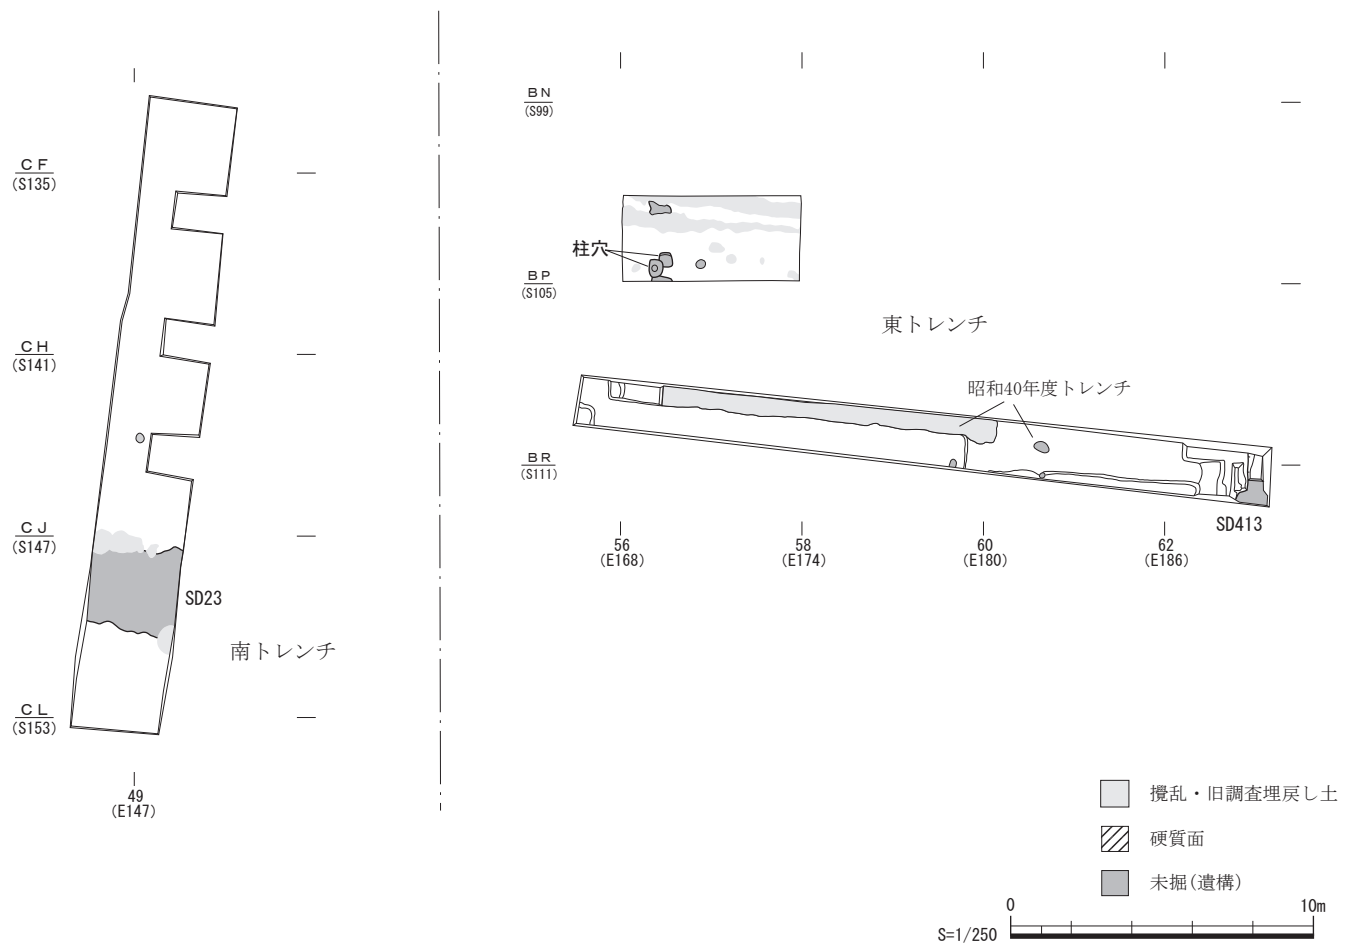 CF
(S135)
CH
(S141)
CJ
(S147)
CL
(S153)
49
(E147)
SD23
南トレンチ
BN
(S99)
BP
(S105)
BR
(S111)
柱穴
東トレンチ
昭和40年度トレンチ
SD413
56
(E168)
58
(E174)
60
(E180)
62
(E186)
攪乱・旧調査埋戻し土
硬質面
未掘(遺構)
0 10m
S=1/250